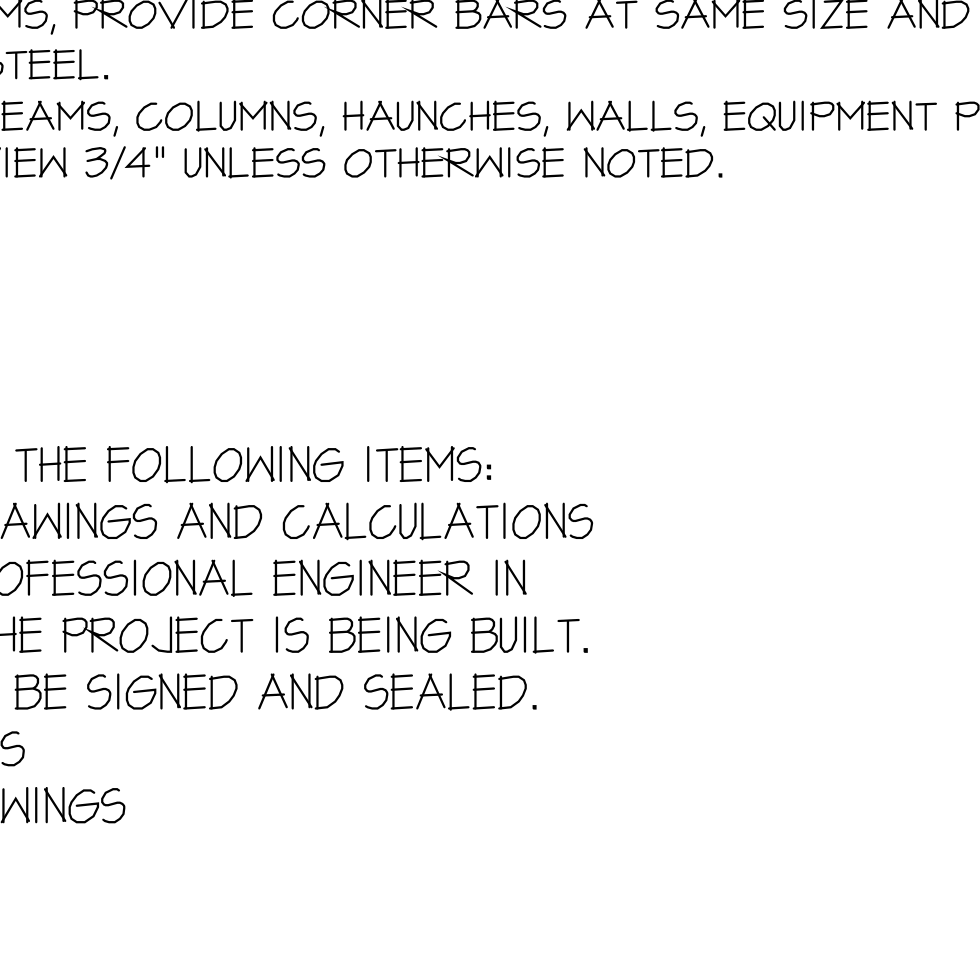 MS, PROVIDE CORNER BARS AT SAME SIZE AND
STEEL.
EAMS, COLUMNS, HAUNCHES, WALLS, EQUIPMENT P
VIEW 3/4" UNLESS OTHERWISE NOTED.
THE FOLLOWING ITEMS:
AWINGS AND CALCULATIONS
OFESSIONAL ENGINEER IN
HE PROJECT IS BEING BUILT.
BE SIGNED AND SEALED.
S
WINGS